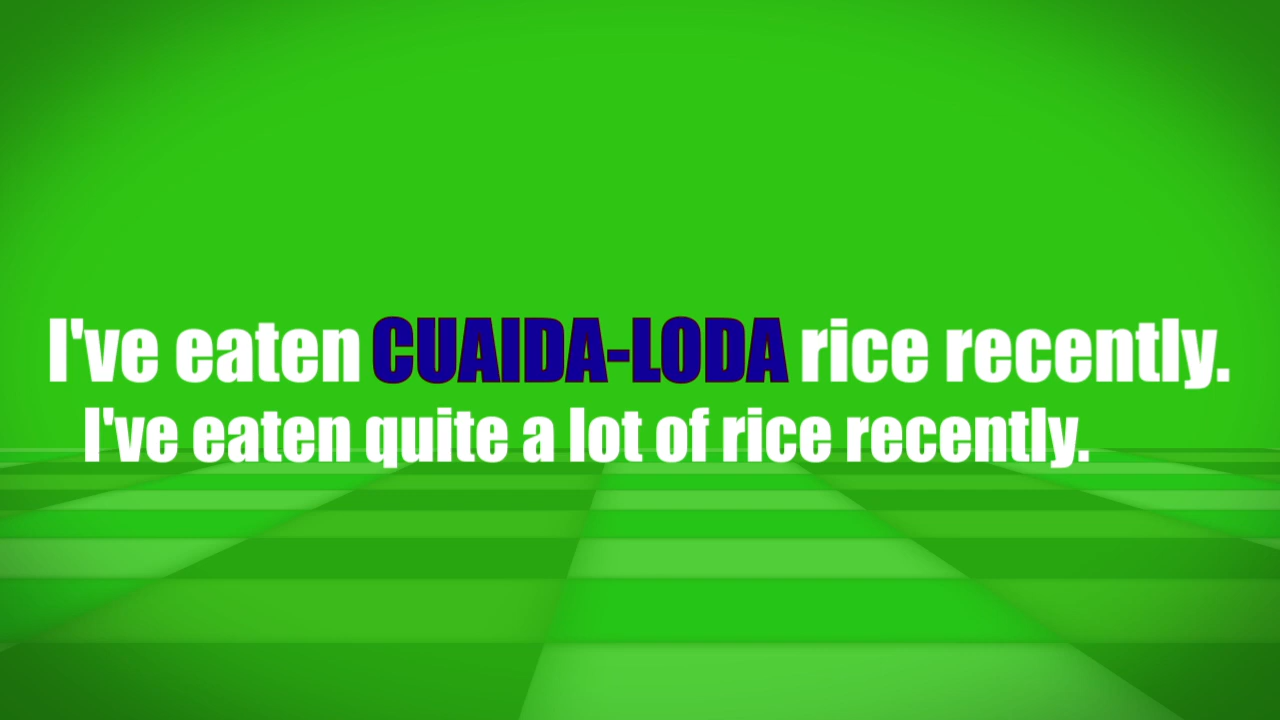 I've eaten CUAIDA-LODA rice recently.
I've eaten quite a lot of rice recently.